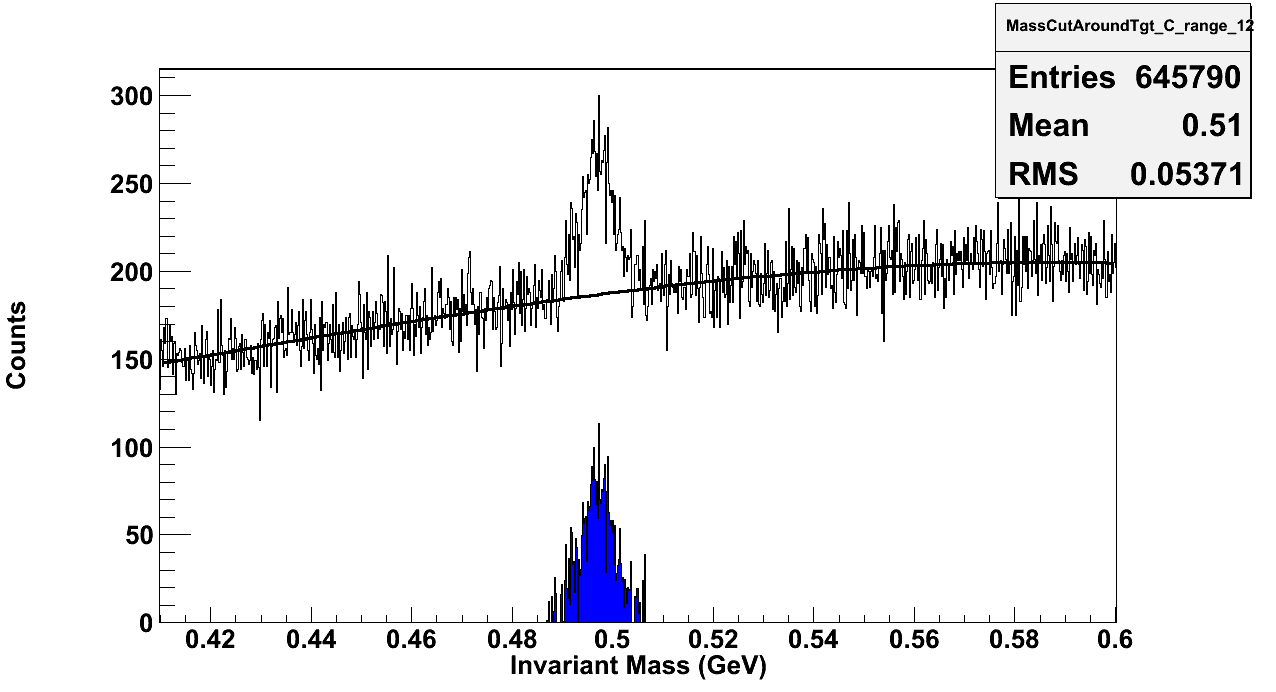 MassCutAroundTgt_C_range_12
Entries 645790
Mean 0.51
RMS 0.05371
300
250
200
150
100
50
0
Counts
0.42 0.44 0.46 0.48 0.5 0.52 0.54 0.56 0.58 0.6
Invariant Mass (GeV)